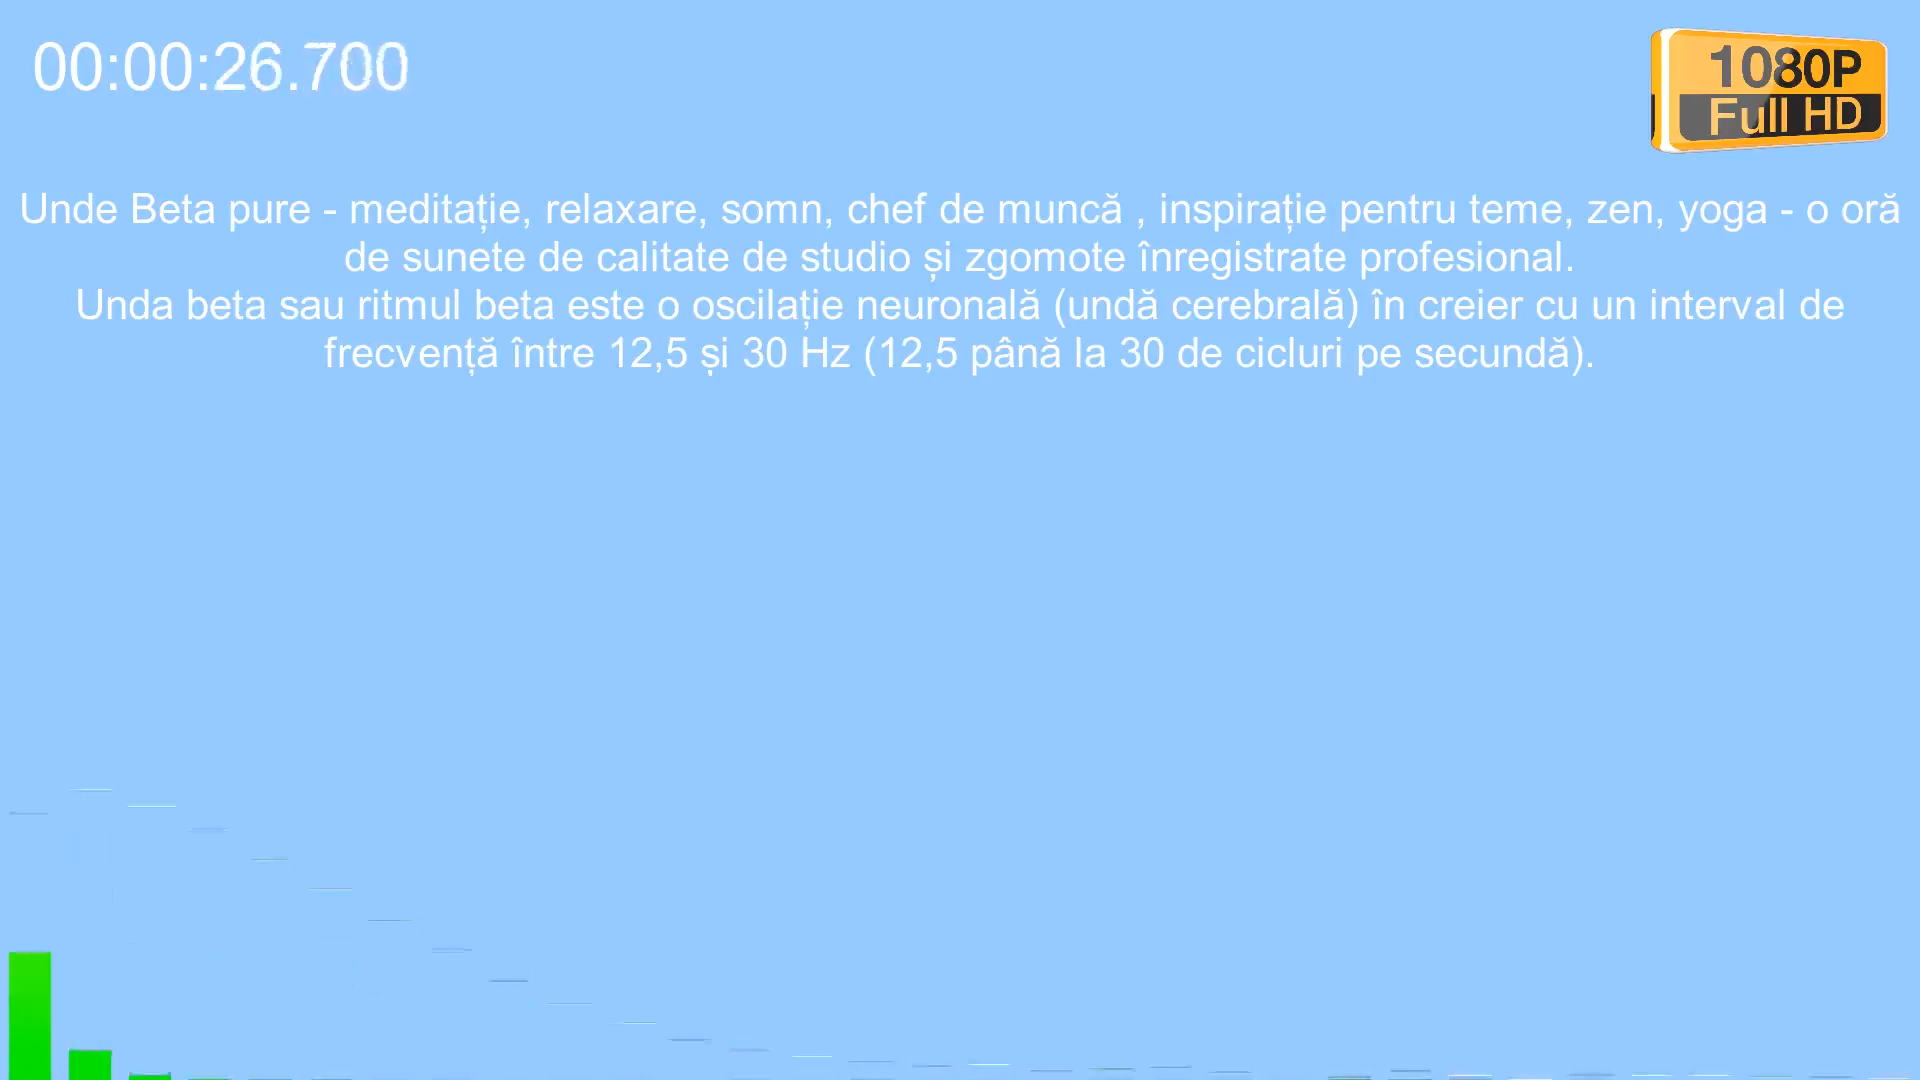 00:00:26.700
1080P
Full HD
Unde Beta pure - meditație, relaxare, somn, chef de muncă , inspirație pentru teme, zen, yoga - o oră
de sunete de calitate de studio și zgomote înregistrate profesional.
Unda beta sau ritmul beta este o oscilație neuronală (undă cerebrală) în creier cu un interval de
frecvență între 12,5 și 30 Hz (12,5 până la 30 de cicluri pe secundă).